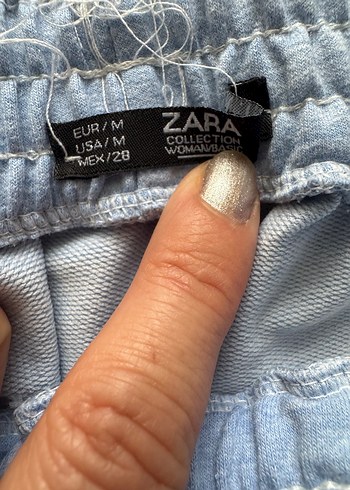 EUR/M
USA/M
MEX/28
ZARA
COLLECTION
WOMAN/BASIC